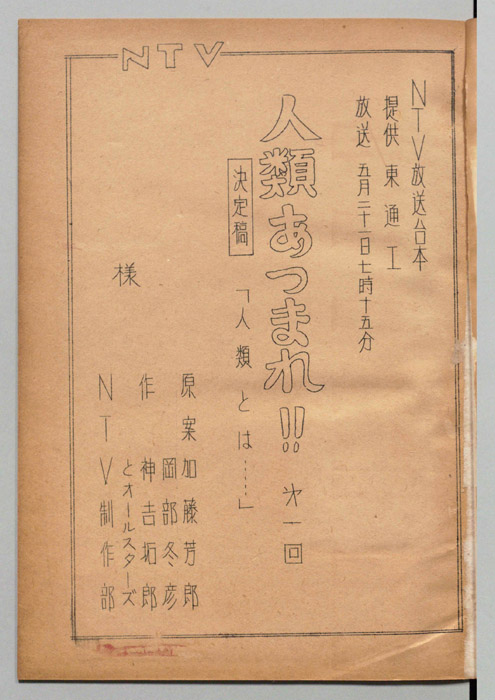 NTV
NTV放送台本
提供 東通工
放送 五月二十一日七時十五分
人類あつまれ!! 第一回
決定稿
「人類とは……」
原案 加藤芳郎
岡部冬彦
作 神吉拓郎
とオールスターズ
NTV制作部
様